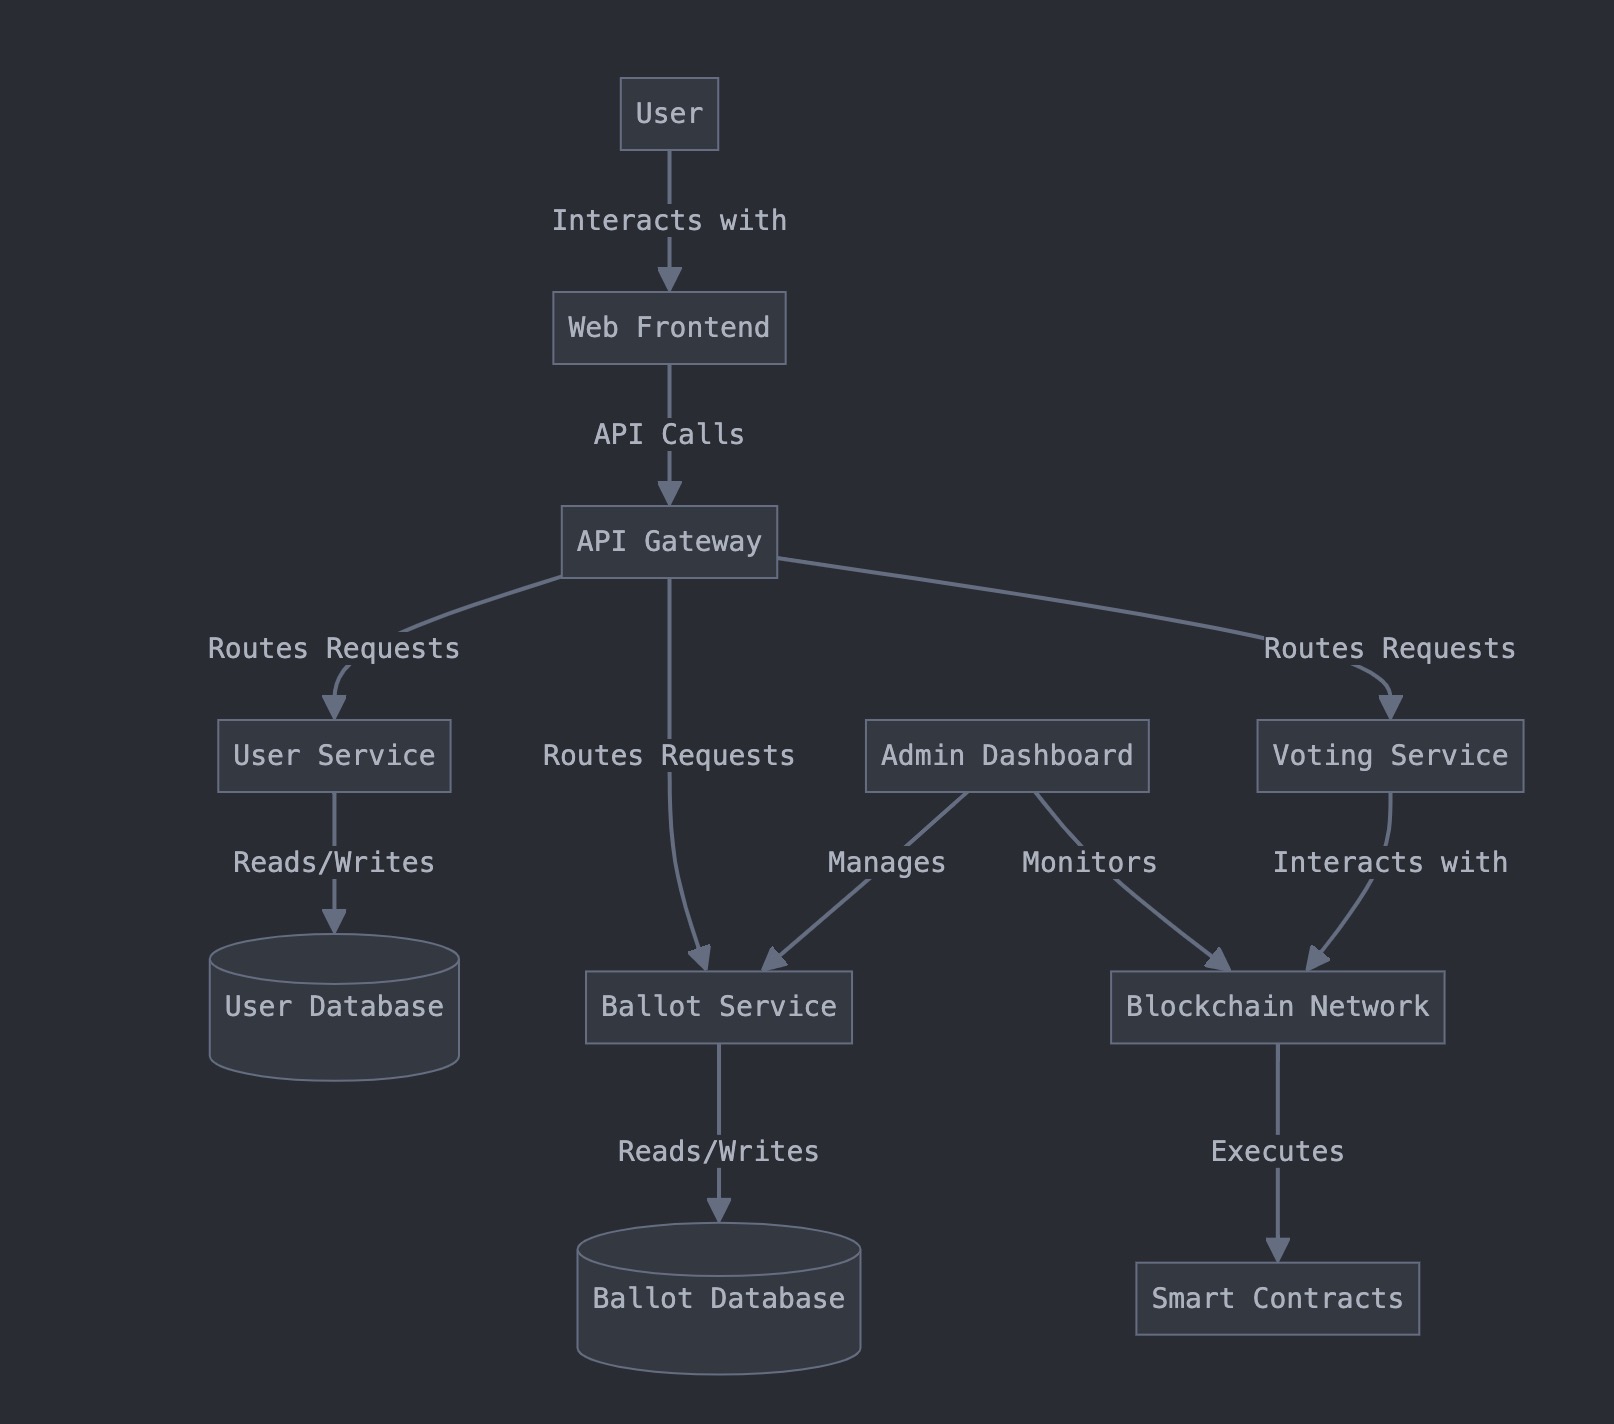 User
Interacts with
Web Frontend
API Calls
API Gateway
Routes Requests
Routes Requests
User Service
Routes Requests
Admin Dashboard
Voting Service
Reads/Writes
Manages
Monitors
Interacts with
User Database
Ballot Service
Blockchain Network
Reads/Writes
Executes
Ballot Database
Smart Contracts